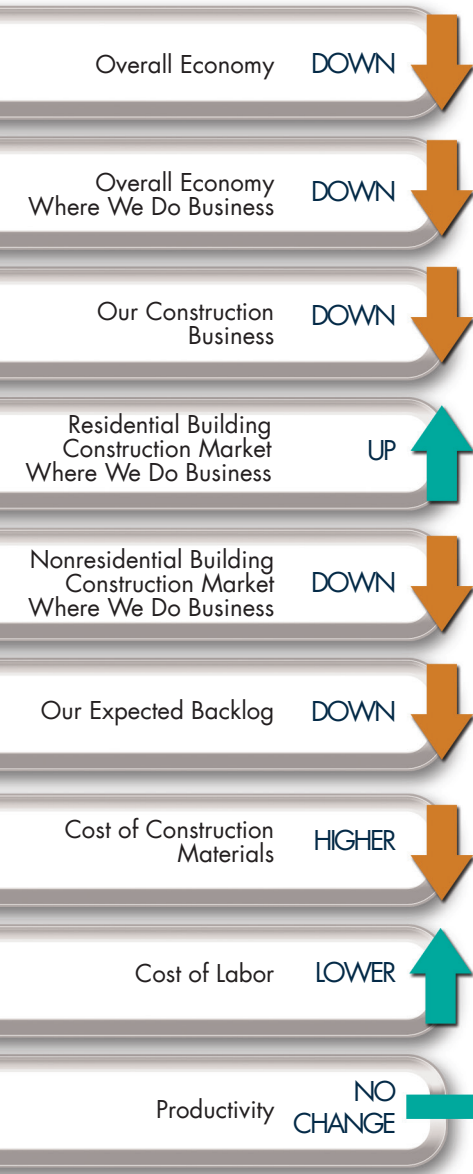 Overall Economy DOWN
Overall Economy
Where We Do Business DOWN
Our Construction
Business DOWN
Residential Building
Construction Market
Where We Do Business UP
Nonresidential Building
Construction Market
Where We Do Business DOWN
Our Expected Backlog DOWN
Cost of Construction
Materials HIGHER
Cost of Labor LOWER
Productivity NO
CHANGE